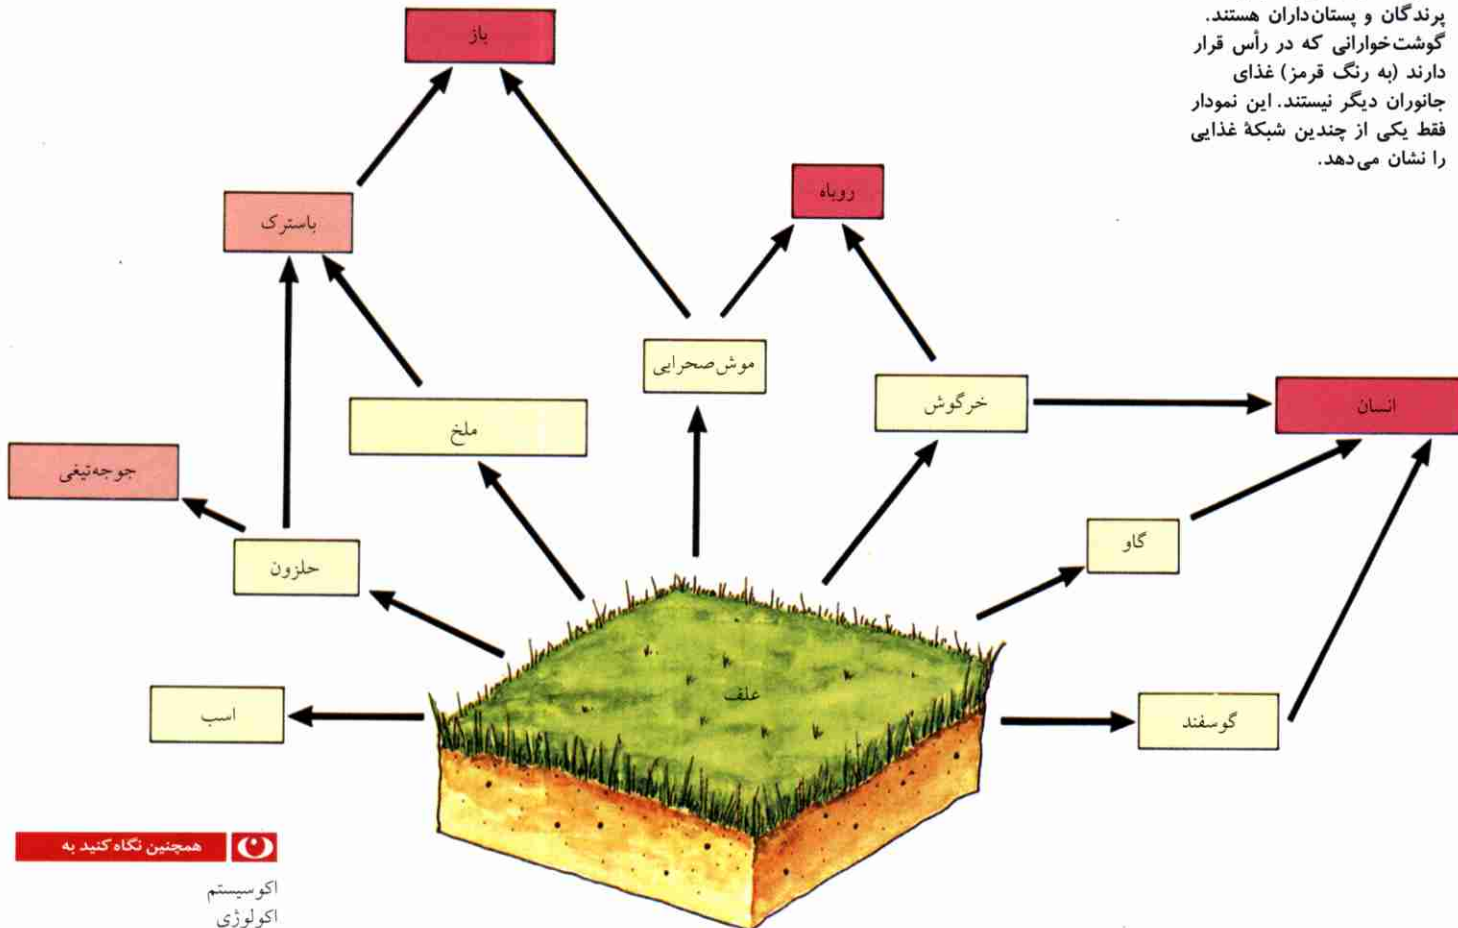 پرندگان و پستان‌داران هستند.
گوشت‌خوارانی که در رأس قرار
دارند (به رنگ قرمز) غذای
جانوران دیگر نیستند. این نمودار
فقط یکی از چندین شبکهٔ غذایی
را نشان می‌دهد.
باز
روباه
باسترک
موش‌صحرایی
خرگوش
انسان
ملخ
جوجه‌تیغی
گاو
حلزون
علف
گوسفند
اسب
همچنین نگاه کنید به
اکوسیستم
اکولوژی